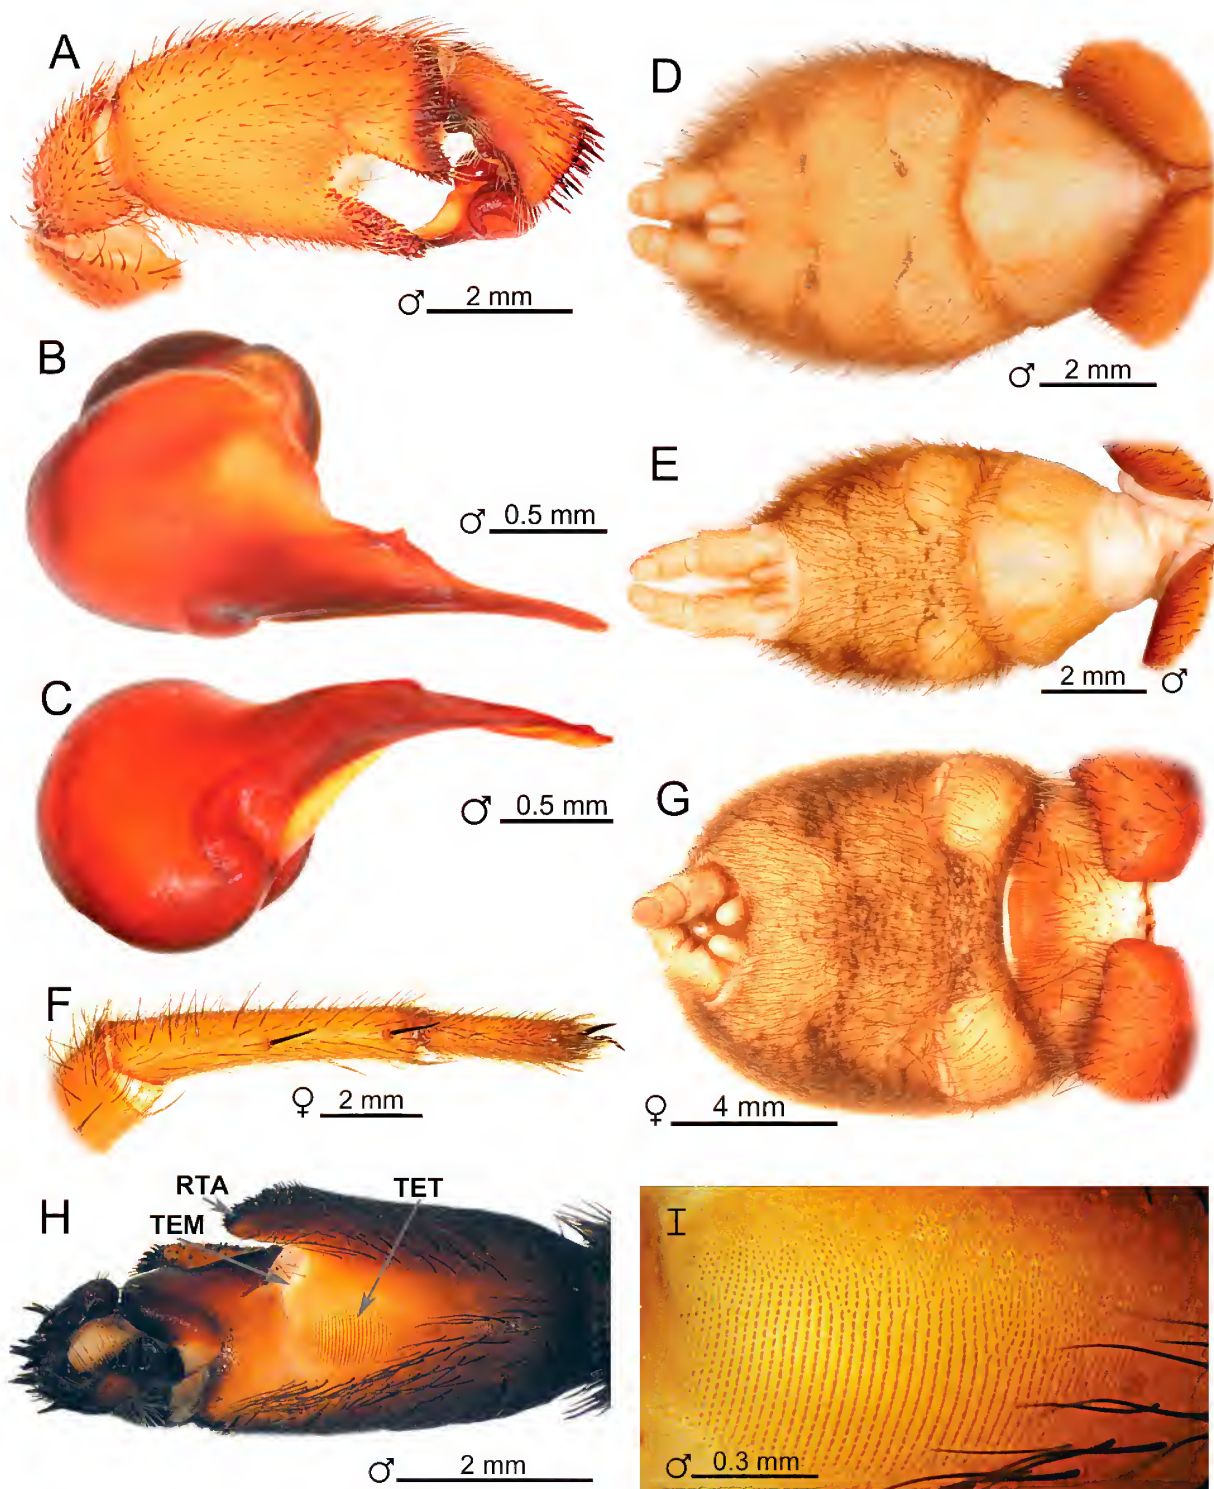 A
♂ 2 mm
B
♂ 0.5 mm
C
♂ 0.5 mm
D
♂ 2 mm
E
2 mm ♂
F
♀ 2 mm
G
♀ 4 mm
H
RTA
TEM
TET
♂ 2 mm
I
♂ 0.3 mm